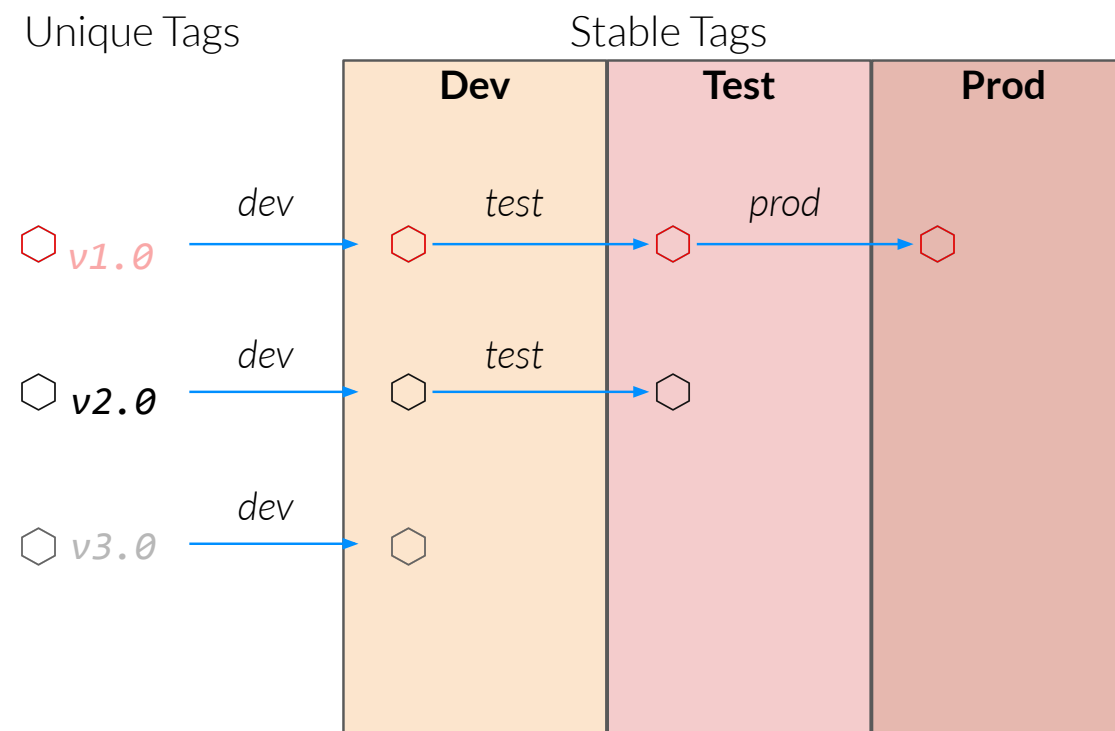 Unique Tags
Stable Tags
Dev
Test
Prod
dev
test
prod
v1.0
dev
test
v2.0
dev
v3.0